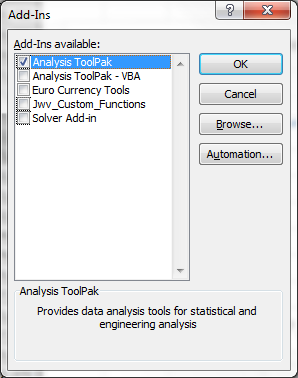 Add-Ins
?
Add-Ins available:
Analysis ToolPak
Analysis ToolPak - VBA
Euro Currency Tools
Jwv_Custom_Functions
Solver Add-in
OK
Cancel
Browse...
Automation...
Analysis ToolPak
Provides data analysis tools for statistical and
engineering analysis